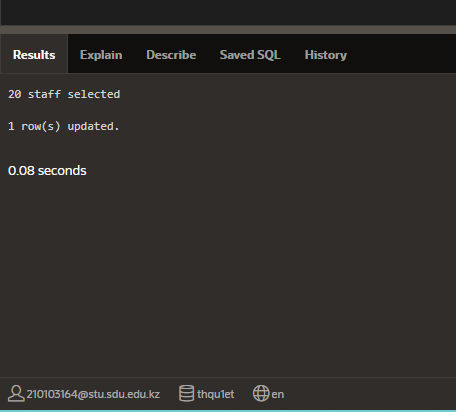 Results Explain Describe Saved SQL History
20 staff selected
1 row(s) updated.
0.08 seconds
210103164@stu.sdu.edu.kz thqu1et en